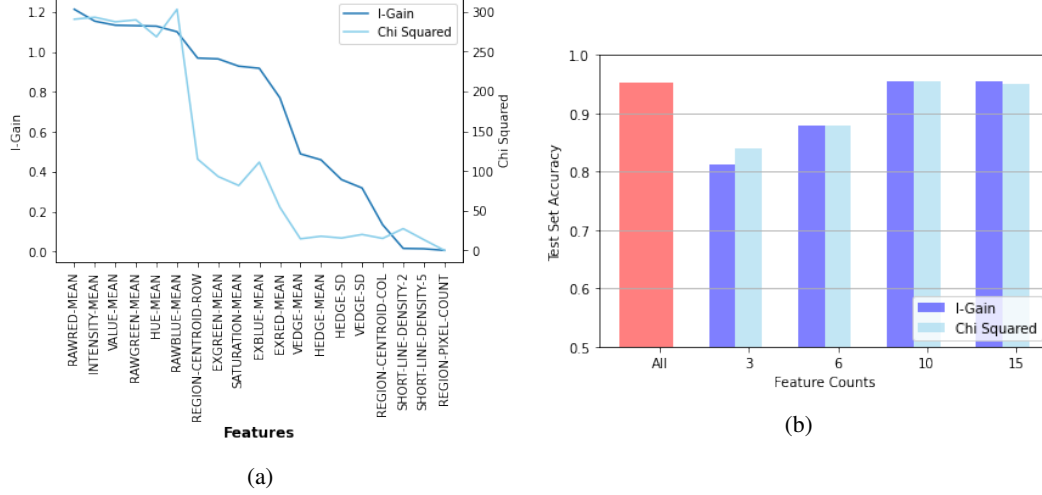 1.2
1.0
0.8
0.6
0.4
0.2
0.0
I-Gain
I-Gain
Chi Squared
300
250
200
150
100
50
0
Chi Squared
RAWRED-MEAN
INTENSITY-MEAN
VALUE-MEAN
RAWGREEN-MEAN
HUE-MEAN
RAWBLUE-MEAN
REGION-CENTROID-ROW
EXGREEN-MEAN
SATURATION-MEAN
EXBLUE-MEAN
EXRED-MEAN
VEDGE-MEAN
HEDGE-MEAN
HEDGE-SD
VEDGE-SD
REGION-CENTROID-COL
SHORT-LINE-DENSITY-2
SHORT-LINE-DENSITY-5
REGION-PIXEL-COUNT
Features
(a)
1.0
0.9
0.8
0.7
0.6
0.5
Test Set Accuracy
I-Gain
Chi Squared
All 3 6 10 15
Feature Counts
(b)